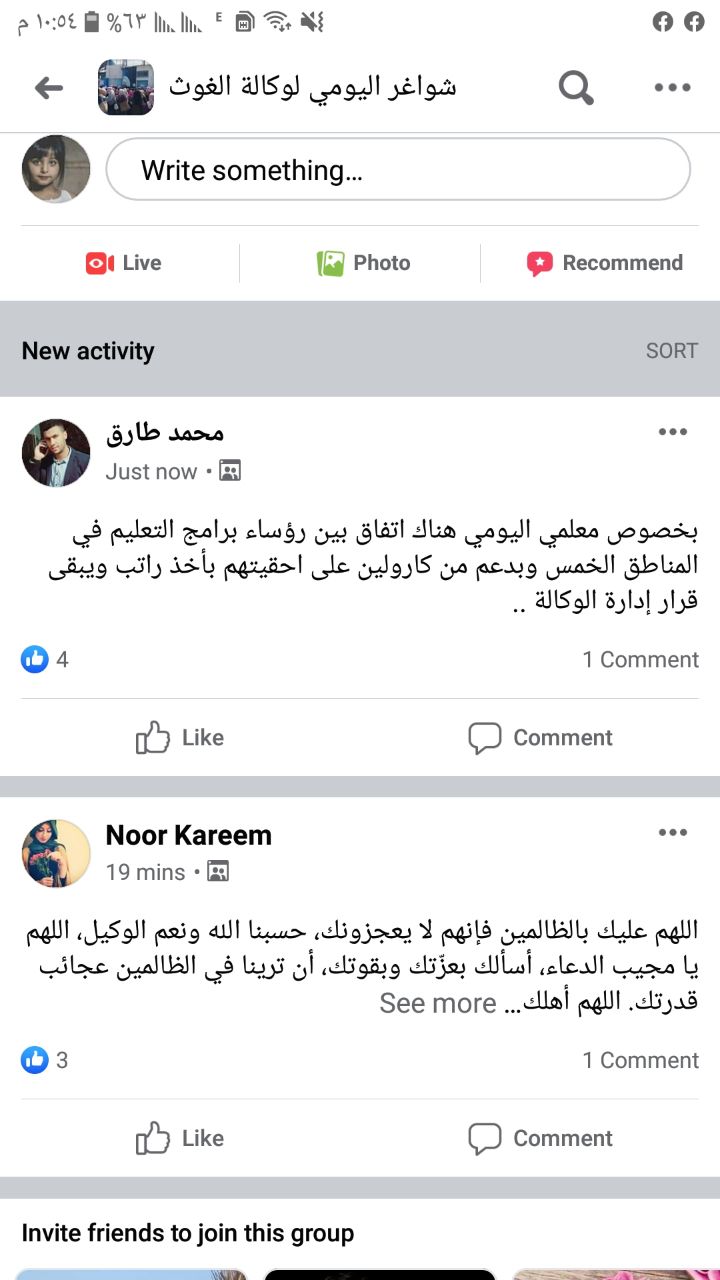 م ١٠:٥٤ %٦٣ E
شواغر اليومي لوكالة الغوث
Write something...
Live
Photo
Recommend
New activity
SORT
محمد طارق
Just now
بخصوص معلمي اليومي هناك اتفاق بين رؤساء برامج التعليم في
المناطق الخمس وبدعم من كارولين على احقيتهم بأخذ راتب ويبقى
قرار إدارة الوكالة ..
4
1 Comment
Like
Comment
Noor Kareem
19 mins
اللهم عليك بالظالمين فإنهم لا يعجزونك، حسبنا الله ونعم الوكيل، اللهم
يا مجيب الدعاء، أسألك بعزّتك وبقوتك، أن ترينا في الظالمين عجائب
قدرتك. اللهم أهلك... See more
3
1 Comment
Like
Comment
Invite friends to join this group